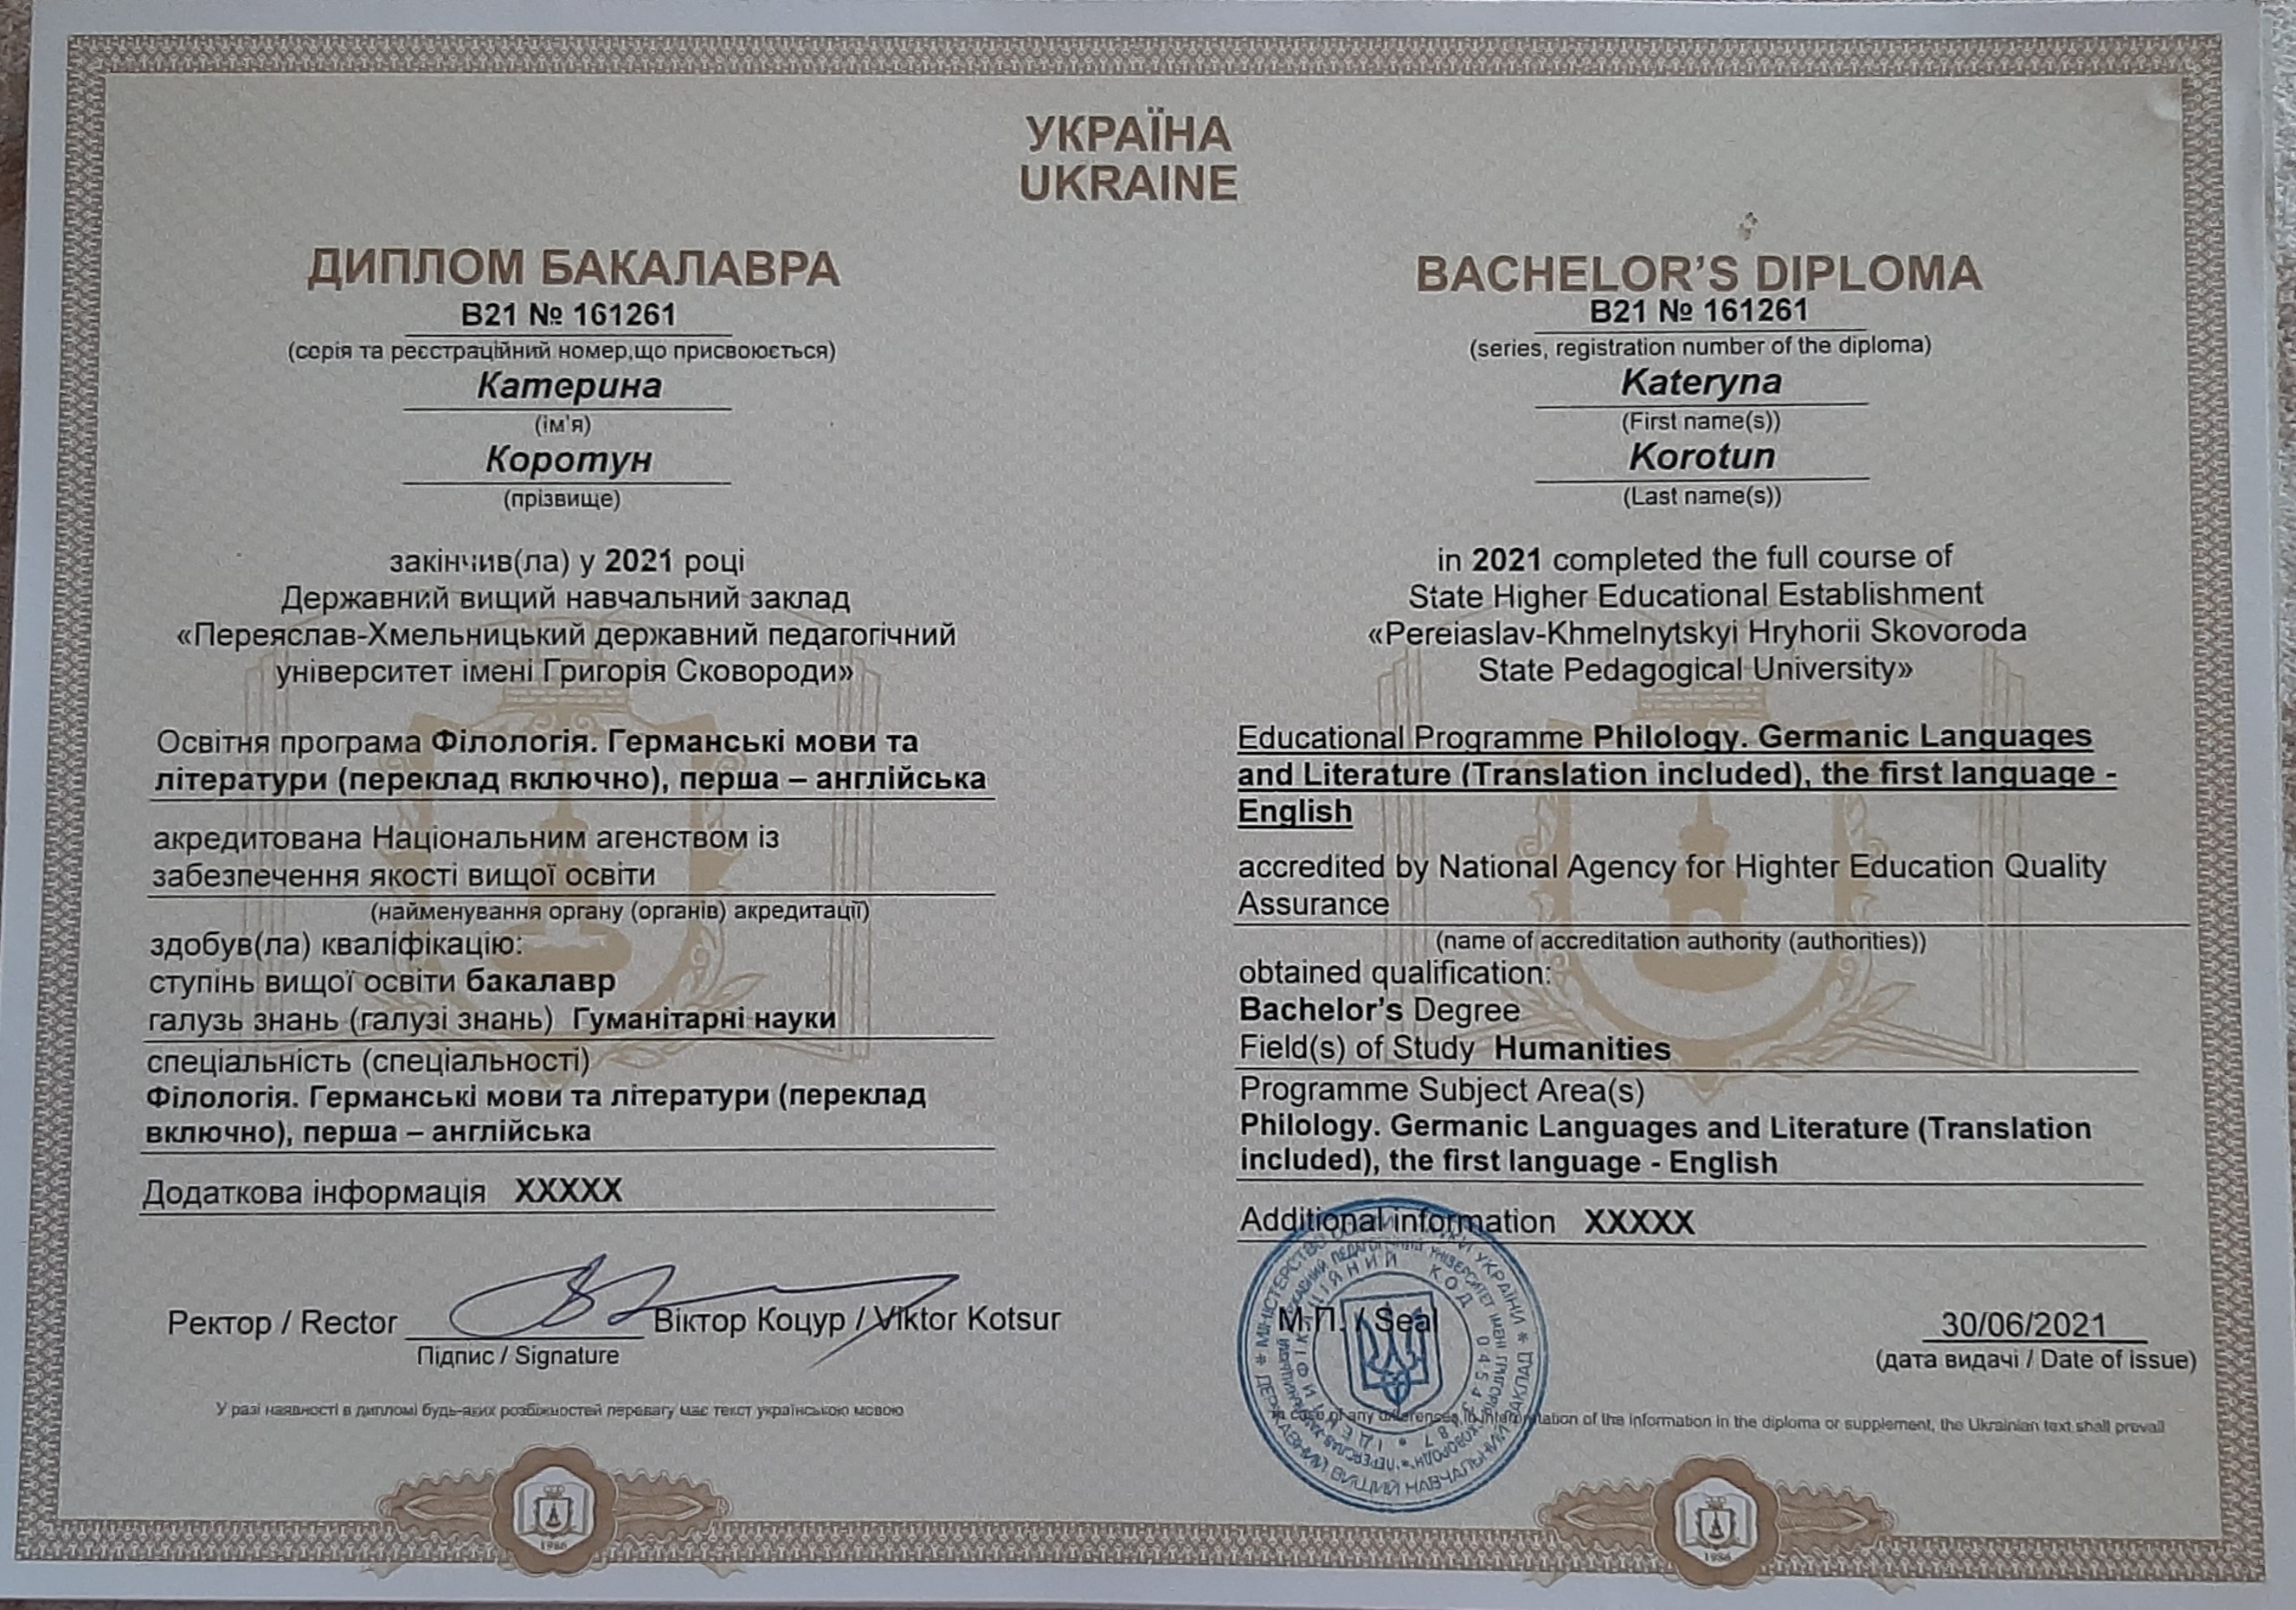 УКРАЇНА
UKRAINE
ДИПЛОМ БАКАЛАВРА
В21 № 161261
(серія та реєстраційний номер,що присвоюється)
Катерина
(ім'я)
Коротун
(прізвище)
закінчив(ла) у 2021 році
Державний вищий навчальний заклад
«Переяслав-Хмельницький державний педагогічний
університет імені Григорія Сковороди»
Освітня програма Філологія. Германські мови та
літератури (переклад включно), перша – англійська
акредитована Національним агенством із
забезпечення якості вищої освіти
(найменування органу (органів) акредитації)
здобув(ла) кваліфікацію:
ступінь вищої освіти бакалавр
галузь знань (галузі знань) Гуманітарні науки
спеціальність (спеціальності)
Філологія. Германські мови та літератури (переклад
включно), перша – англійська
Додаткова інформація XXXXX
Ректор / Rector Віктор Коцур / Viktor Kotsur
Підпис / Signature
У разі наявності в дипломі будь-яких розбіжностей перевагу має текст українською мовою
1986
BACHELOR’S DIPLOMA
B21 № 161261
(series, registration number of the diploma)
Kateryna
(First name(s))
Korotun
(Last name(s))
in 2021 completed the full course of
State Higher Educational Establishment
«Pereiaslav-Khmelnytskyi Hryhorii Skovoroda
State Pedagogical University»
Educational Programme Philology. Germanic Languages
and Literature (Translation included), the first language -
English
accredited by National Agency for Highter Education Quality
Assurance
(name of accreditation authority (authorities))
obtained qualification:
Bachelor’s Degree
Field(s) of Study Humanities
Programme Subject Area(s)
Philology. Germanic Languages and Literature (Translation
included), the first language - English
Additional information XXXXX
М.П. / Seal
30/06/2021
(дата видачі / Date of issue)
In case of any differences in interpretation of the information in the diploma or supplement, the Ukrainian text shall prevail
1986